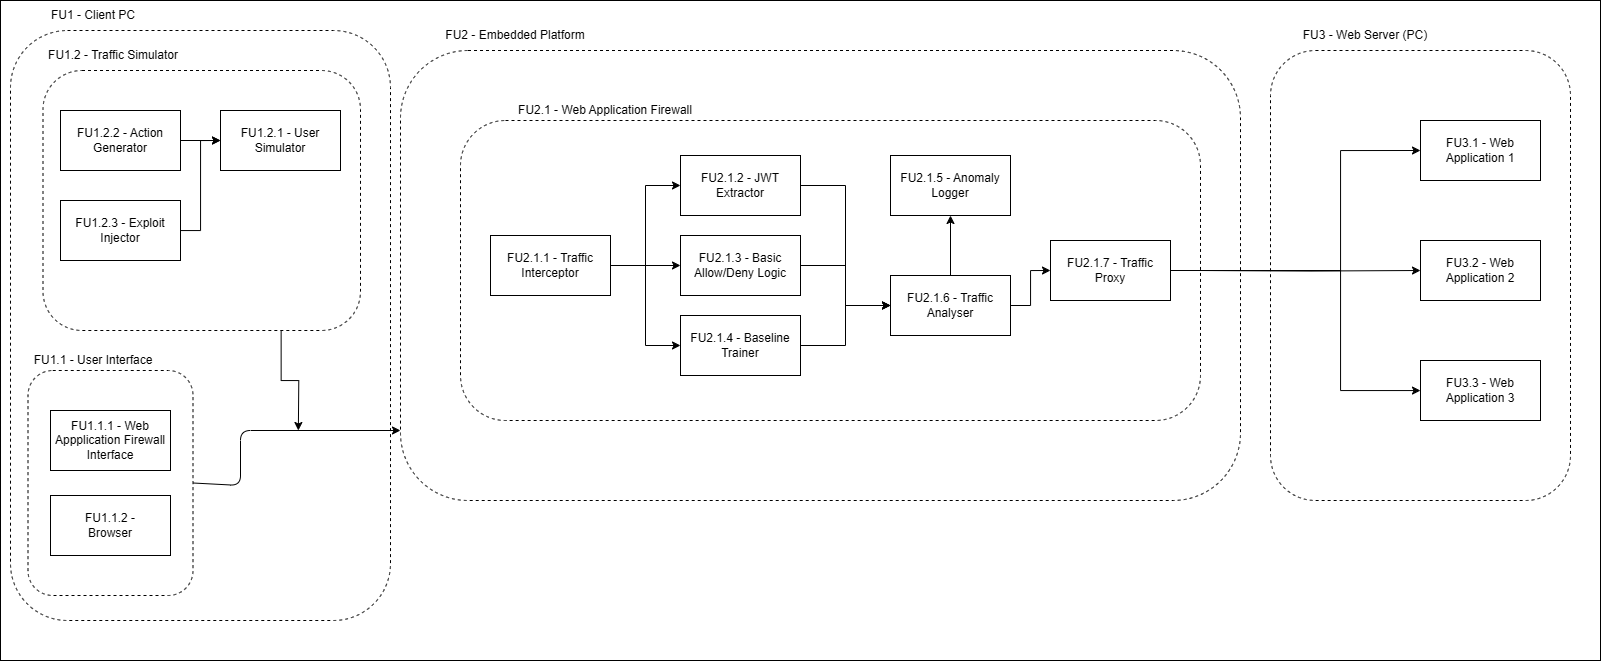 FU1 - Client PC
FU1.2 - Traffic Simulator
FU1.2.2 - Action
Generator
FU1.2.1 - User
Simulator
FU1.2.3 - Exploit
Injector
FU1.1 - User Interface
FU1.1.1 - Web
Appplication Firewall
Interface
FU1.1.2 -
Browser
FU2 - Embedded Platform
FU2.1 - Web Application Firewall
FU2.1.1 - Traffic
Interceptor
FU2.1.2 - JWT
Extractor
FU2.1.3 - Basic
Allow/Deny Logic
FU2.1.4 - Baseline
Trainer
FU2.1.5 - Anomaly
Logger
FU2.1.6 - Traffic
Analyser
FU2.1.7 - Traffic
Proxy
FU3 - Web Server (PC)
FU3.1 - Web
Application 1
FU3.2 - Web
Application 2
FU3.3 - Web
Application 3